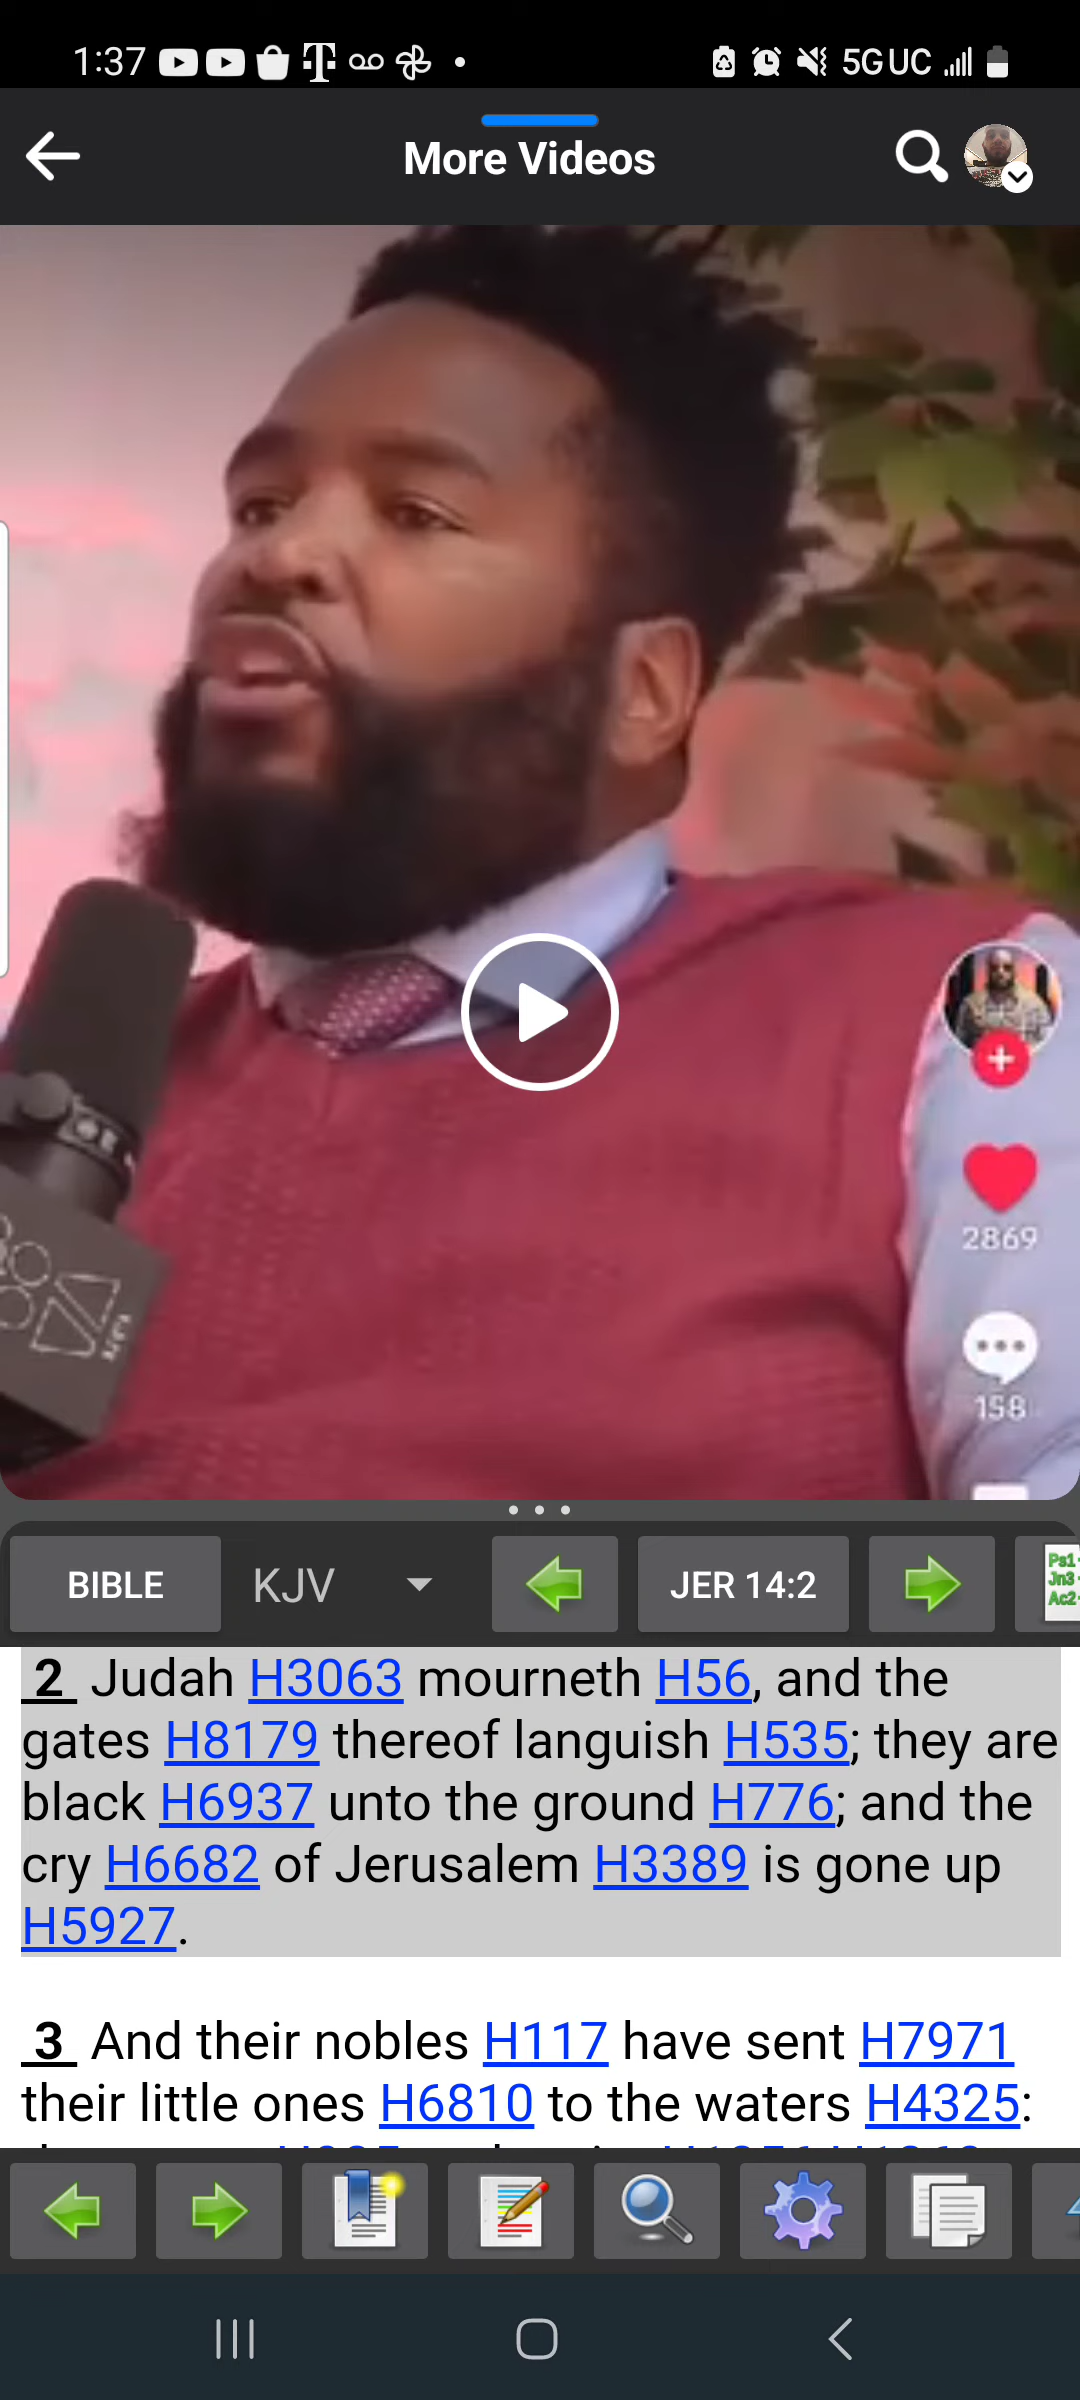 1:37 5G UC
More Videos
2869
158
BIBLE KJV JER 14:2 Ps1
Jn3
Ac2
2 Judah H3063 mourneth H56, and the
gates H8179 thereof languish H535; they are
black H6937 unto the ground H776; and the
cry H6682 of Jerusalem H3389 is gone up
H5927.
3 And their nobles H117 have sent H7971
their little ones H6810 to the waters H4325: